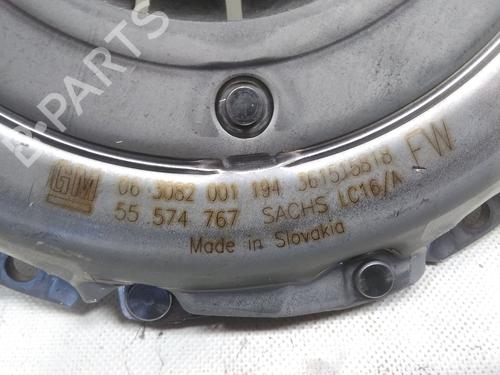 GM 06 3082 001 194 361515818 FW
55 574 767 SACHS LC16/A
Made in Slovakia
B-PARTS